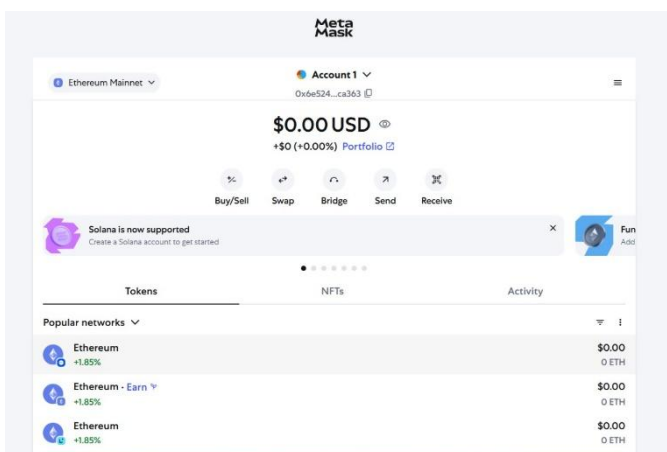 Meta
Mask
Ethereum Mainnet
Account 1
0x6e524...ca363
$0.00 USD
+$0 (+0.00%) Portfolio
Buy/Sell Swap Bridge Send Receive
Solana is now supported
Create a Solana account to get started
Fun
Add
Tokens NFTs Activity
Popular networks
Ethereum $0.00
+1.85% 0 ETH
Ethereum • Earn $0.00
+1.85% 0 ETH
Ethereum $0.00
+1.85% 0 ETH